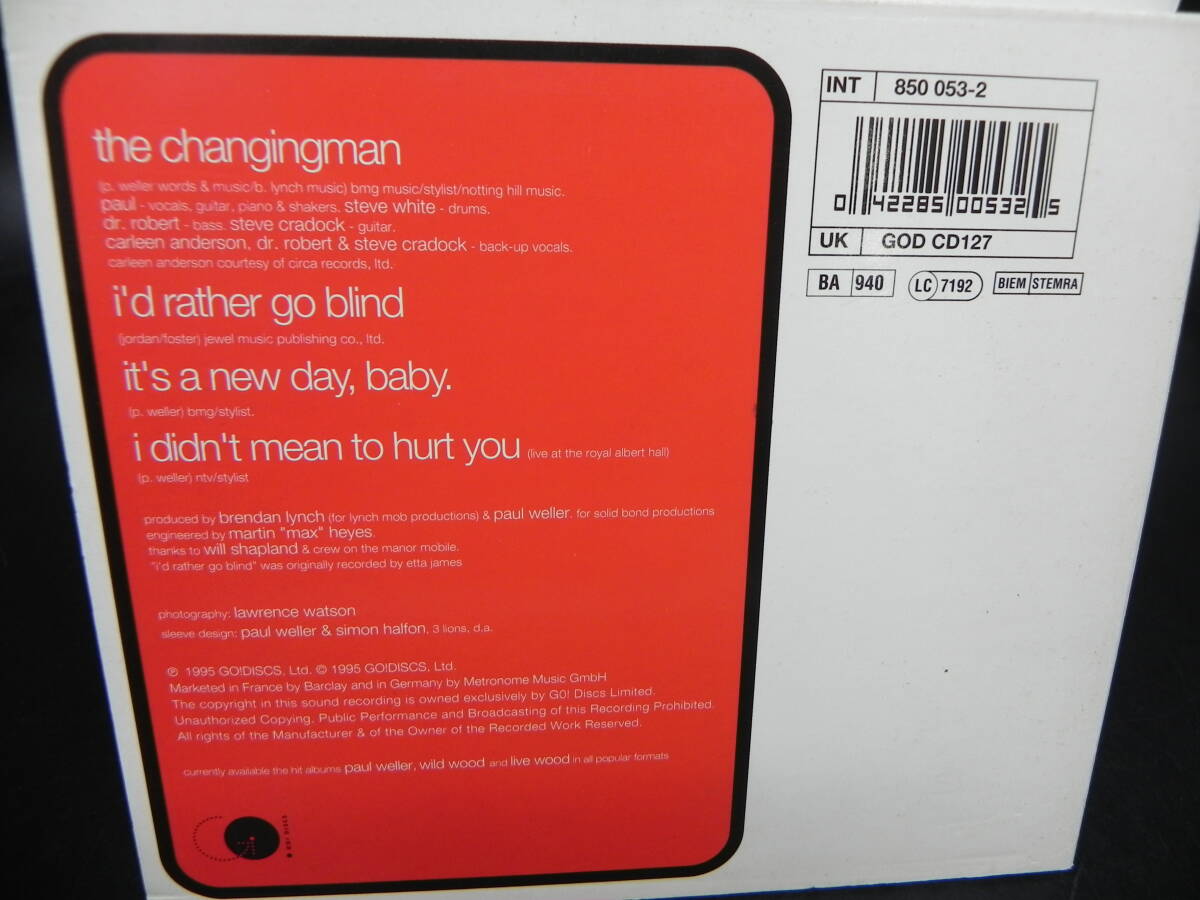 the changingman
(p. weller words & music/b. lynch music) bmg music/stylist/notting hill music.
paul - vocals, guitar, piano & shakers. steve white - drums.
dr. robert - bass. steve cradock - guitar.
carleen anderson, dr. robert & steve cradock - back-up vocals.
carleen anderson courtesy of circa records, ltd.
i'd rather go blind
(jordan/foster) jewel music publishing co., ltd.
it's a new day, baby.
(p. weller) bmg/stylist.
i didn't mean to hurt you (live at the royal albert hall)
(p. weller) ntv/stylist
produced by brendan lynch (for lynch mob productions) & paul weller. for solid bond productions
engineered by martin "max" heyes.
thanks to will shapland & crew on the manor mobile.
"i'd rather go blind" was originally recorded by etta james
photography: lawrence watson
sleeve design: paul weller & simon halfon, 3 lions, d.a.
℗ 1995 GO!DISCS, Ltd. © 1995 GO!DISCS, Ltd.
Marketed in France by Barclay and in Germany by Metronome Music GmbH
The copyright in this sound recording is owned exclusively by GO! Discs Limited.
Unauthorized Copying, Public Performance and Broadcasting of this Recording Prohibited.
All rights of the Manufacturer & of the Owner of the Recorded Work Reserved.
currently available the hit albums paul weller, wild wood and live wood in all popular formats
Go! Discs
INT 850 053-2
0 42285 00532 5
UK GOD CD127
BA 940 LC 7192 BIEM STEMRA